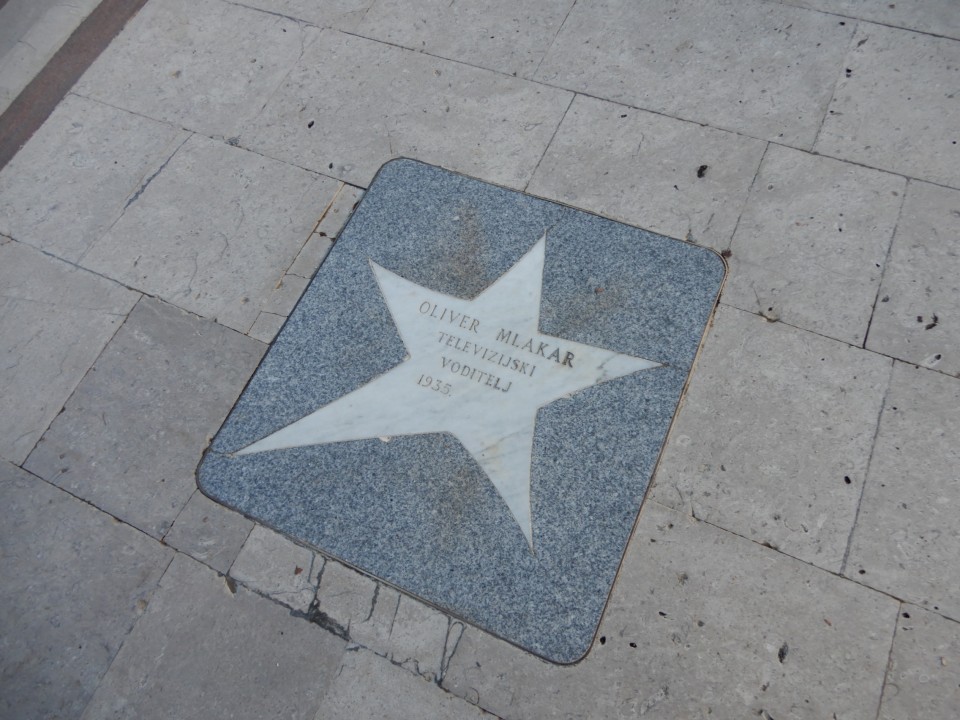 OLIVER MLAKAR
TELEVIZIJSKI
VODITELJ
1935.